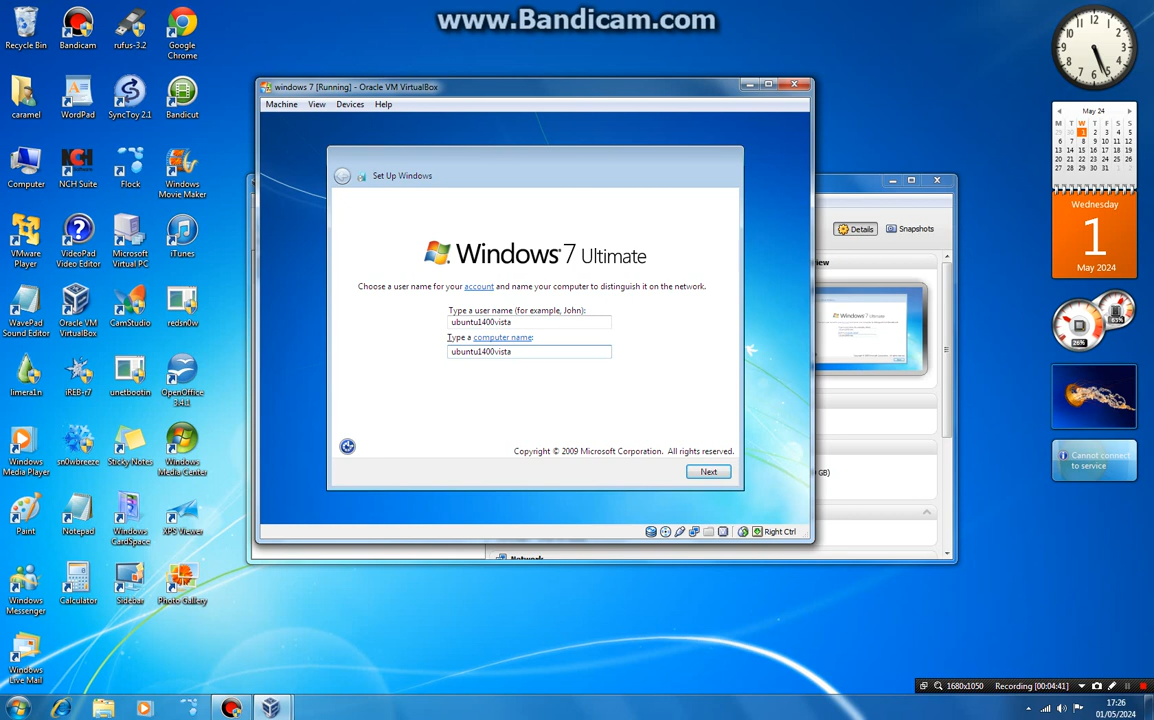 www.Bandicam.com
Recycle Bin
Bandicam
rufus-3.2
Google Chrome
caramel
WordPad
SyncToy 2.1
Bandicut
Computer
NCH Suite
Flock
Windows Movie Maker
VMware Player
VideoPad Video Editor
Microsoft Virtual PC
iTunes
WavePad Sound Editor
Oracle VM VirtualBox
CamStudio
redsn0w
limera1n
iREB-r7
unetbootin
OpenOffice 3.4.1
Windows Media Player
sn0wbreeze
Sticky Notes
Windows Media Center
Paint
Notepad
Windows CardSpace
XPS Viewer
Windows Messenger
Calculator
Sidebar
Photo Gallery
Windows Live Mail
windows 7 [Running] - Oracle VM VirtualBox
Machine View Devices Help
Set Up Windows
Windows 7 Ultimate
Choose a user name for your account and name your computer to distinguish it on the network.
Type a user name (for example, John):
ubuntu1400vista
Type a computer name:
ubuntu1400vista
Copyright © 2009 Microsoft Corporation. All rights reserved.
Next
Right Ctrl
Details Snapshots
GB)
Network
May 24
M T W T F S S
29 30 1 2 3 4 5
6 7 8 9 10 11 12
13 14 15 16 17 18 19
20 21 22 23 24 25 26
27 28 29 30 31 1 2
Wednesday
1
May 2024
26%
Cannot connect to service
1680x1050 Recording [00:04:41]
17:26
01/05/2024